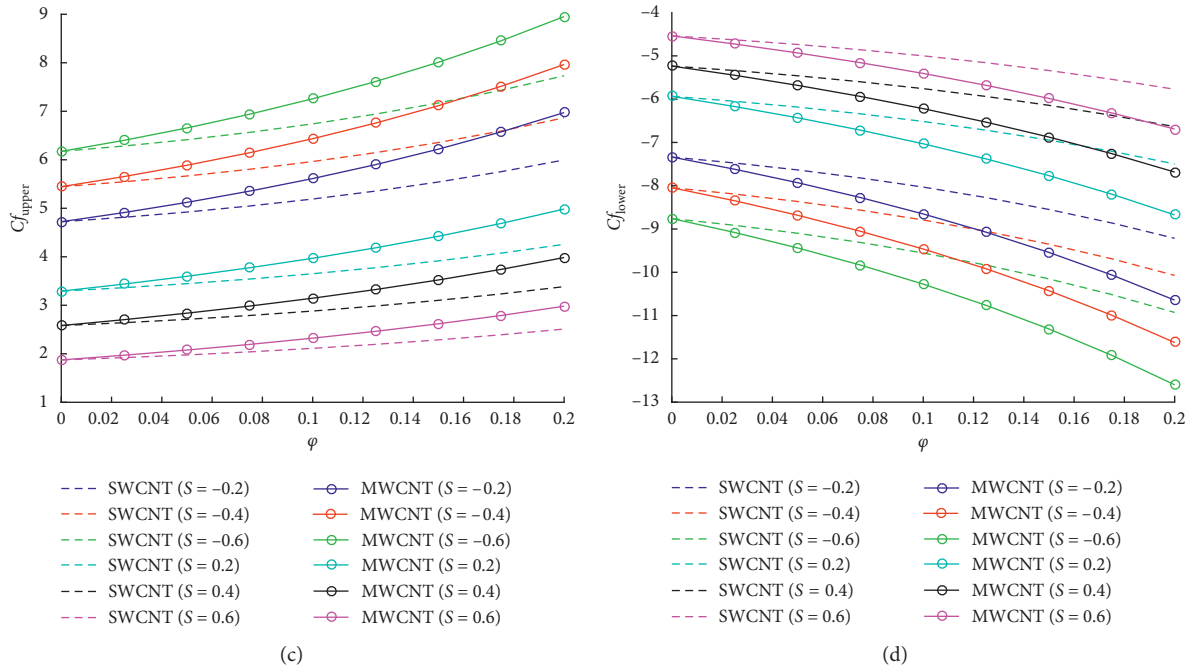 9
8
7
6
5
4
3
2
1
Cf upper
0 0.02 0.04 0.06 0.08 0.1 0.12 0.14 0.16 0.18 0.2
φ
SWCNT (S = –0.2) MWCNT (S = –0.2)
SWCNT (S = –0.4) MWCNT (S = –0.4)
SWCNT (S = –0.6) MWCNT (S = –0.6)
SWCNT (S = 0.2) MWCNT (S = 0.2)
SWCNT (S = 0.4) MWCNT (S = 0.4)
SWCNT (S = 0.6) MWCNT (S = 0.6)
(c)
–4
–5
–6
–7
–8
–9
–10
–11
–12
–13
Cf lower
0 0.02 0.04 0.06 0.08 0.1 0.12 0.14 0.16 0.18 0.2
φ
SWCNT (S = –0.2) MWCNT (S = –0.2)
SWCNT (S = –0.4) MWCNT (S = –0.4)
SWCNT (S = –0.6) MWCNT (S = –0.6)
SWCNT (S = 0.2) MWCNT (S = 0.2)
SWCNT (S = 0.4) MWCNT (S = 0.4)
SWCNT (S = 0.6) MWCNT (S = 0.6)
(d)